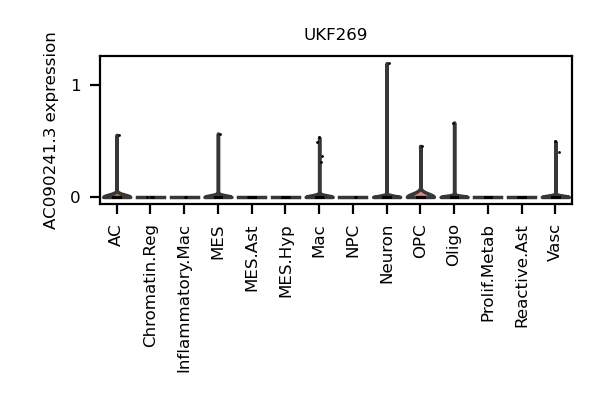 UKF269
AC090241.3 expression
1
0
AC
Chromatin.Reg
Inflammatory.Mac
MES
MES.Ast
MES.Hyp
Mac
NPC
Neuron
OPC
Oligo
Prolif.Metab
Reactive.Ast
Vasc